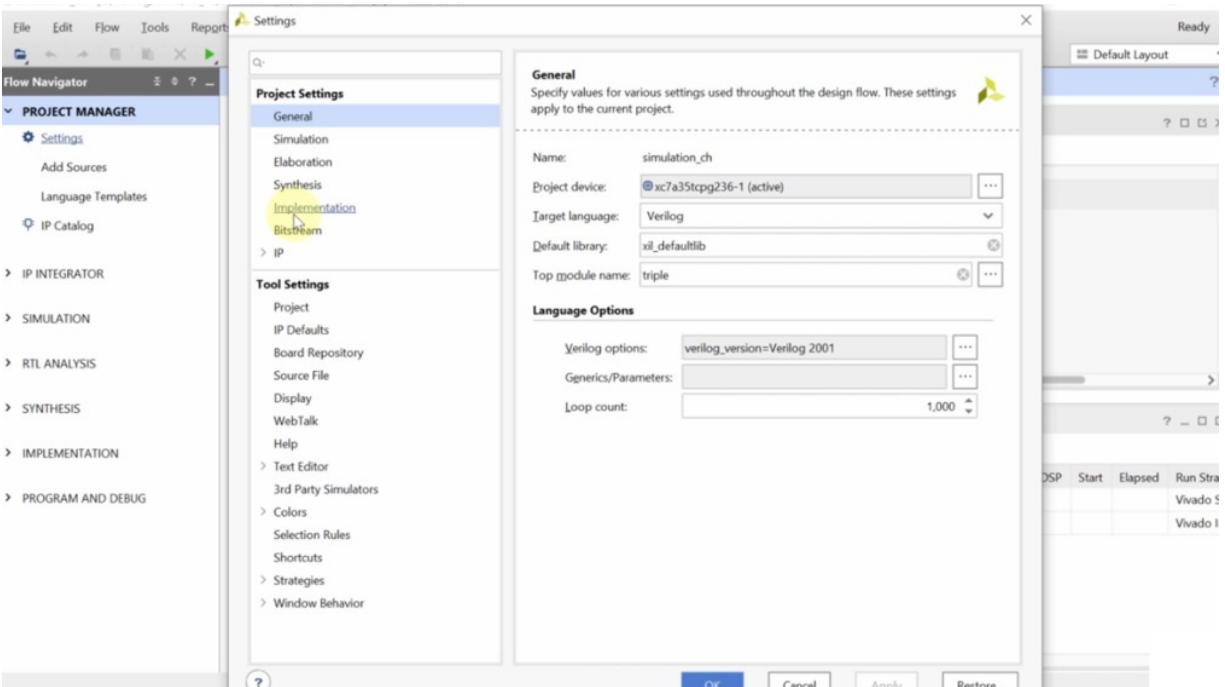 File Edit Flow Tools
Settings
Ready
Default Layout
Flow Navigator
?
PROJECT MANAGER
Settings
Add Sources
Language Templates
IP Catalog
IP INTEGRATOR
SIMULATION
RTL ANALYSIS
SYNTHESIS
IMPLEMENTATION
PROGRAM AND DEBUG
Project Settings
General
Simulation
Elaboration
Synthesis
Implementation
Bitstream
IP
Tool Settings
Project
IP Defaults
Board Repository
Source File
Display
WebTalk
Help
Text Editor
3rd Party Simulators
Colors
Selection Rules
Shortcuts
Strategies
Window Behavior
General
Specify values for various settings used throughout the design flow. These settings
apply to the current project.
Name: simulation_ch
Project device: xc7a35tcpg236-1 (active)
Target language: Verilog
Default library: xil_defaultlib
Top module name: triple
Language Options
Verilog options: verilog_version=Verilog 2001
Generics/Parameters:
Loop count: 1,000
?
OK Cancel Apply Restore
Start Elapsed Run
Vivado
Vivado